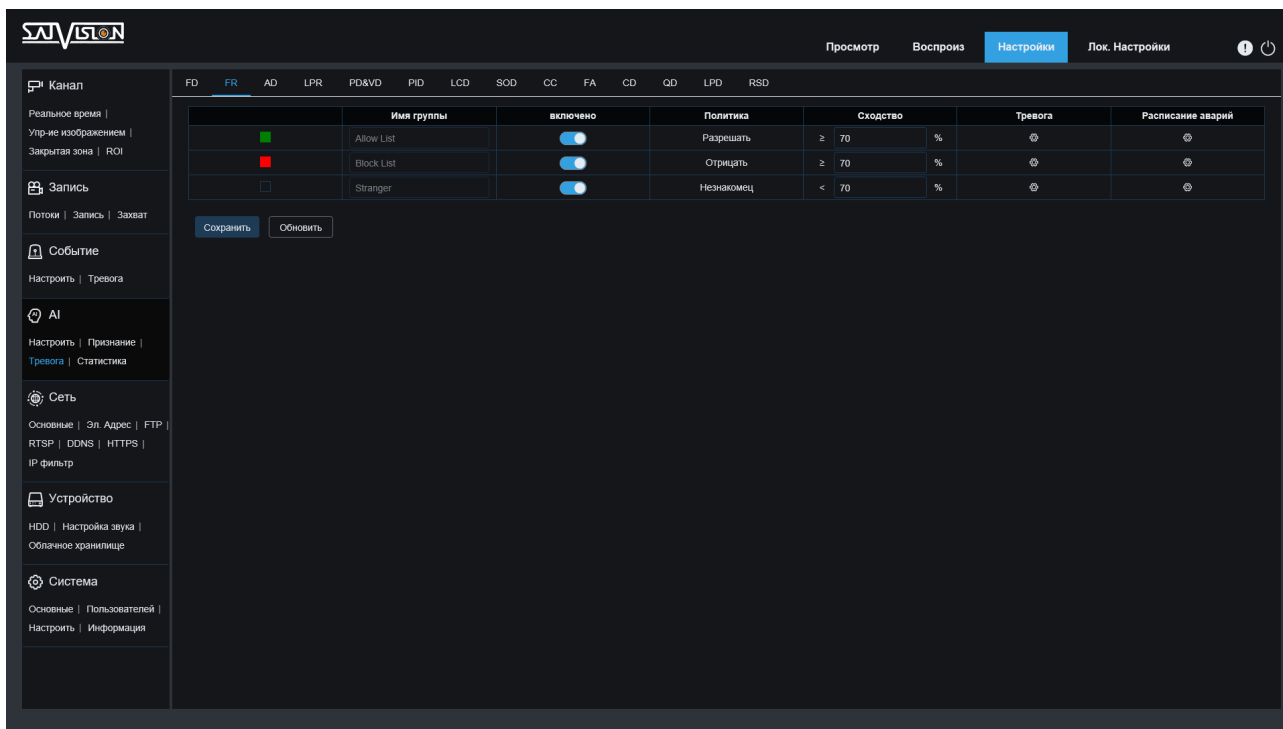 SATVISION
Просмотр Воспроиз Настройки Лок. Настройки
Канал
Реальное время |
Упр-ие изображением |
Закрытая зона | ROI
Запись
Потоки | Запись | Захват
Событие
Настроить | Тревога
AI
Настроить | Признание |
Тревога | Статистика
Сеть
Основные | Эл. Адрес | FTP |
RTSP | DDNS | HTTPS |
IP фильтр
Устройство
HDD | Настройка звука |
Облачное хранилище
Система
Основные | Пользователей |
Настроить | Информация
FD FR AD LPR PD&VD PID LCD SOD CC FA CD QD LPD RSD
Имя группы включено Политика Сходство Тревога Расписание аварий
Allow List Разрешать ≥ 70 %
Block List Отрицать ≥ 70 %
Stranger Незнакомец < 70 %
Сохранить Обновить